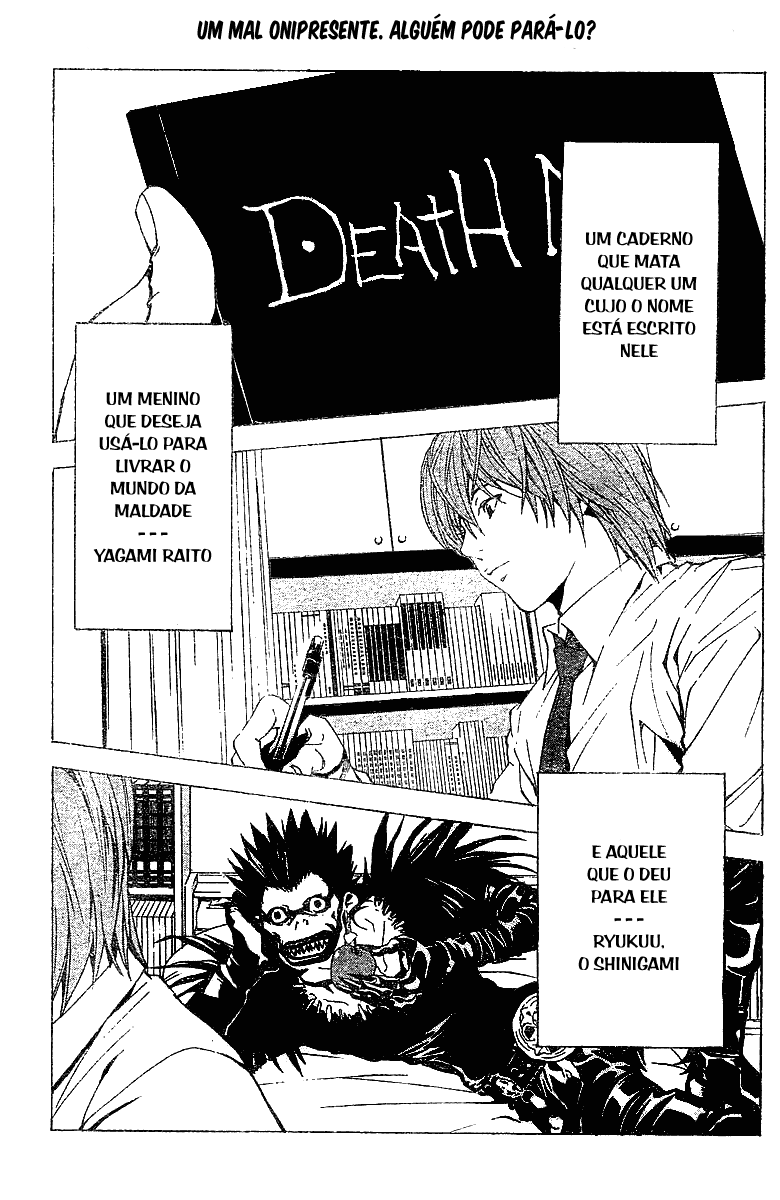 UM MAL ONIPRESENTE. ALGUÉM PODE PARÁ-LO?
DEATH N
UM CADERNO
QUE MATA
QUALQUER UM
CUJO O NOME
ESTÁ ESCRITO
NELE
UM MENINO
QUE DESEJA
USÁ-LO PARA
LIVRAR O
MUNDO DA
MALDADE
---
YAGAMI RAITO
E AQUELE
QUE O DEU
PARA ELE
---
RYUKUU,
O SHINIGAMI